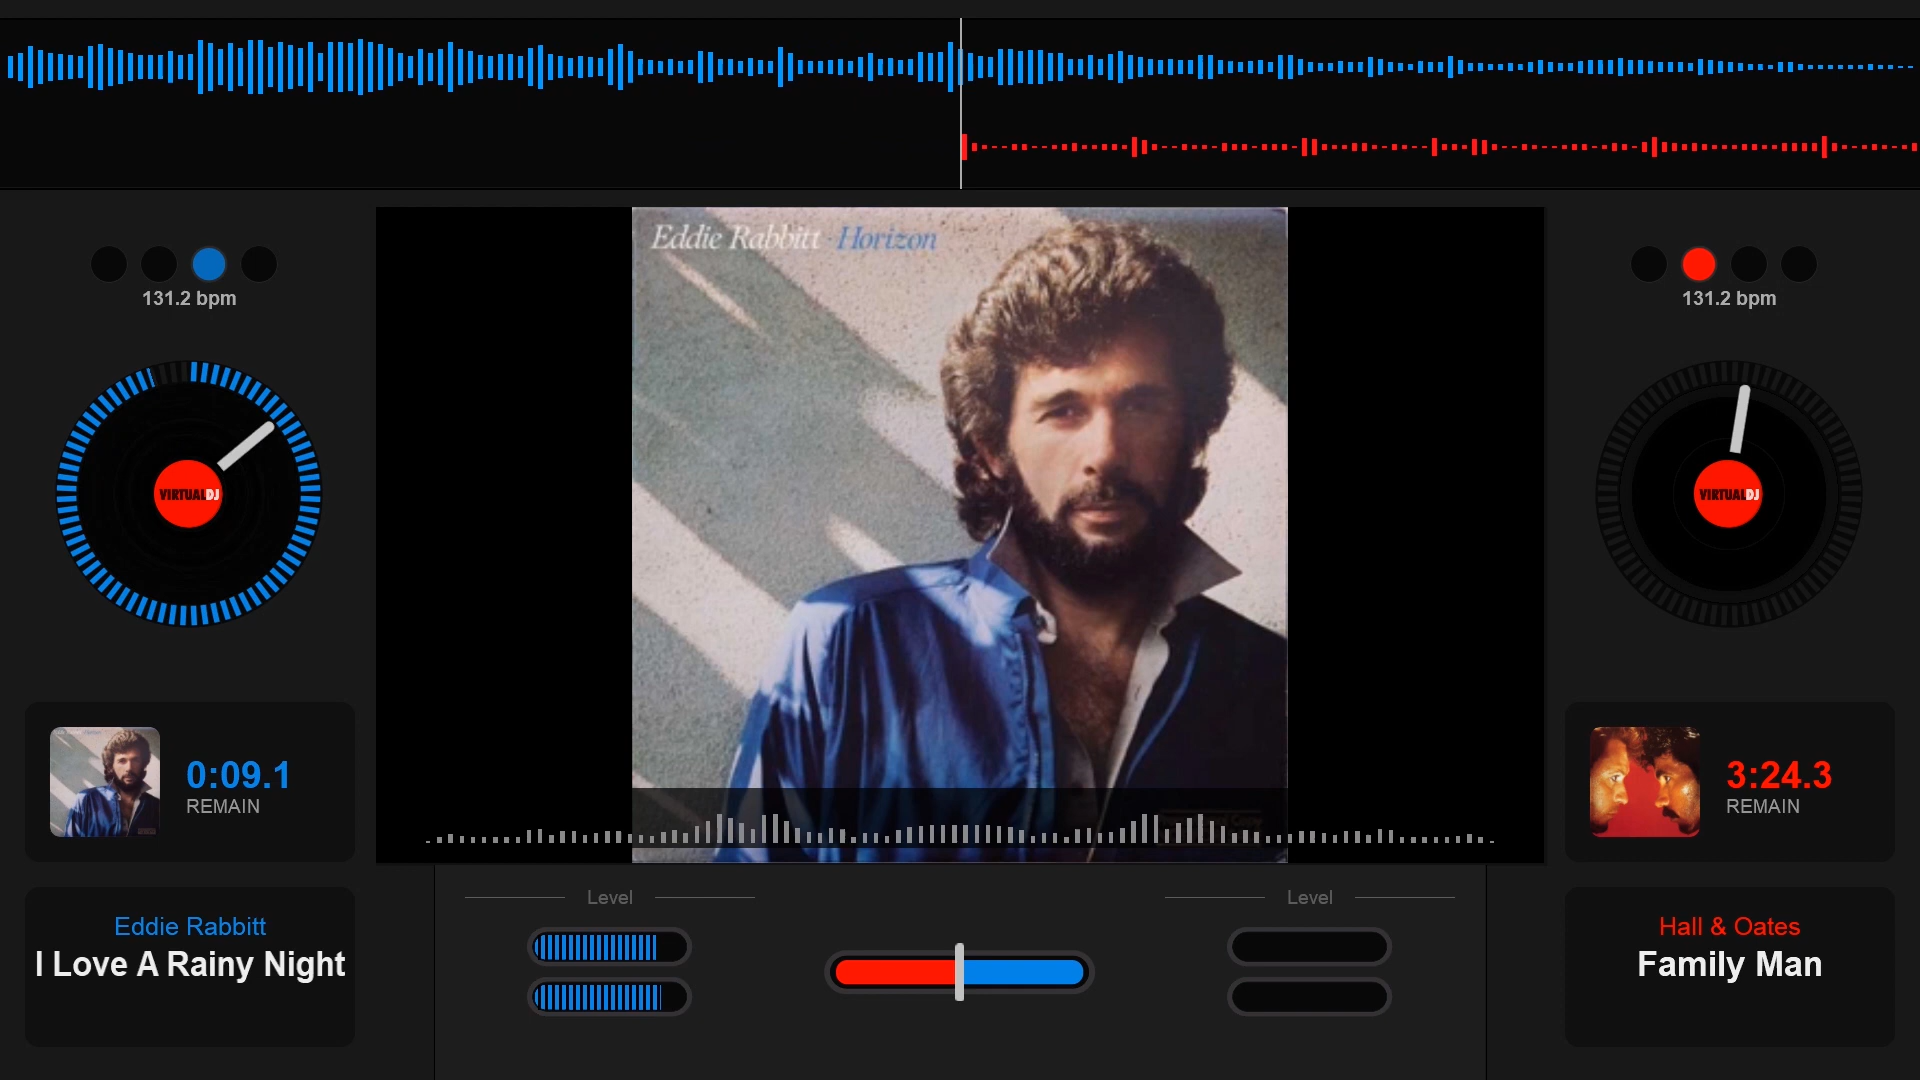 Eddie Rabbitt · Horizon
131.2 bpm
131.2 bpm
VIRTUALDJ
VIRTUALDJ
0:09.1
REMAIN
3:24.3
REMAIN
Level
Level
Eddie Rabbitt
I Love A Rainy Night
Hall & Oates
Family Man